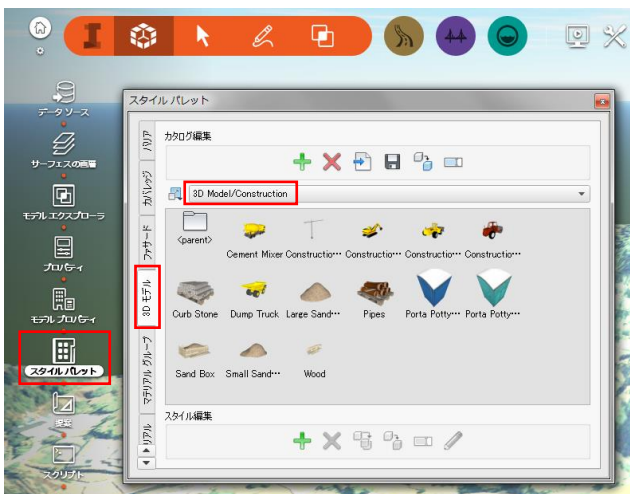 データソース
スタイル パレット
バリア
カタログ編集
サーフェスの画層
カバレッジ
3D Model/Construction
モデル エクスプローラ
ファサード
<parent>
Cement Mixer
Constructio…
Constructio…
Constructio…
Constructio…
プロパティ
3D モデル
Curb Stone
Dump Truck
Large Sand…
Pipes
Porta Potty…
Porta Potty…
モデル プロパティ
マテリアル グループ
Sand Box
Small Sand…
Wood
スタイル パレット
スタイル編集
スクリプト